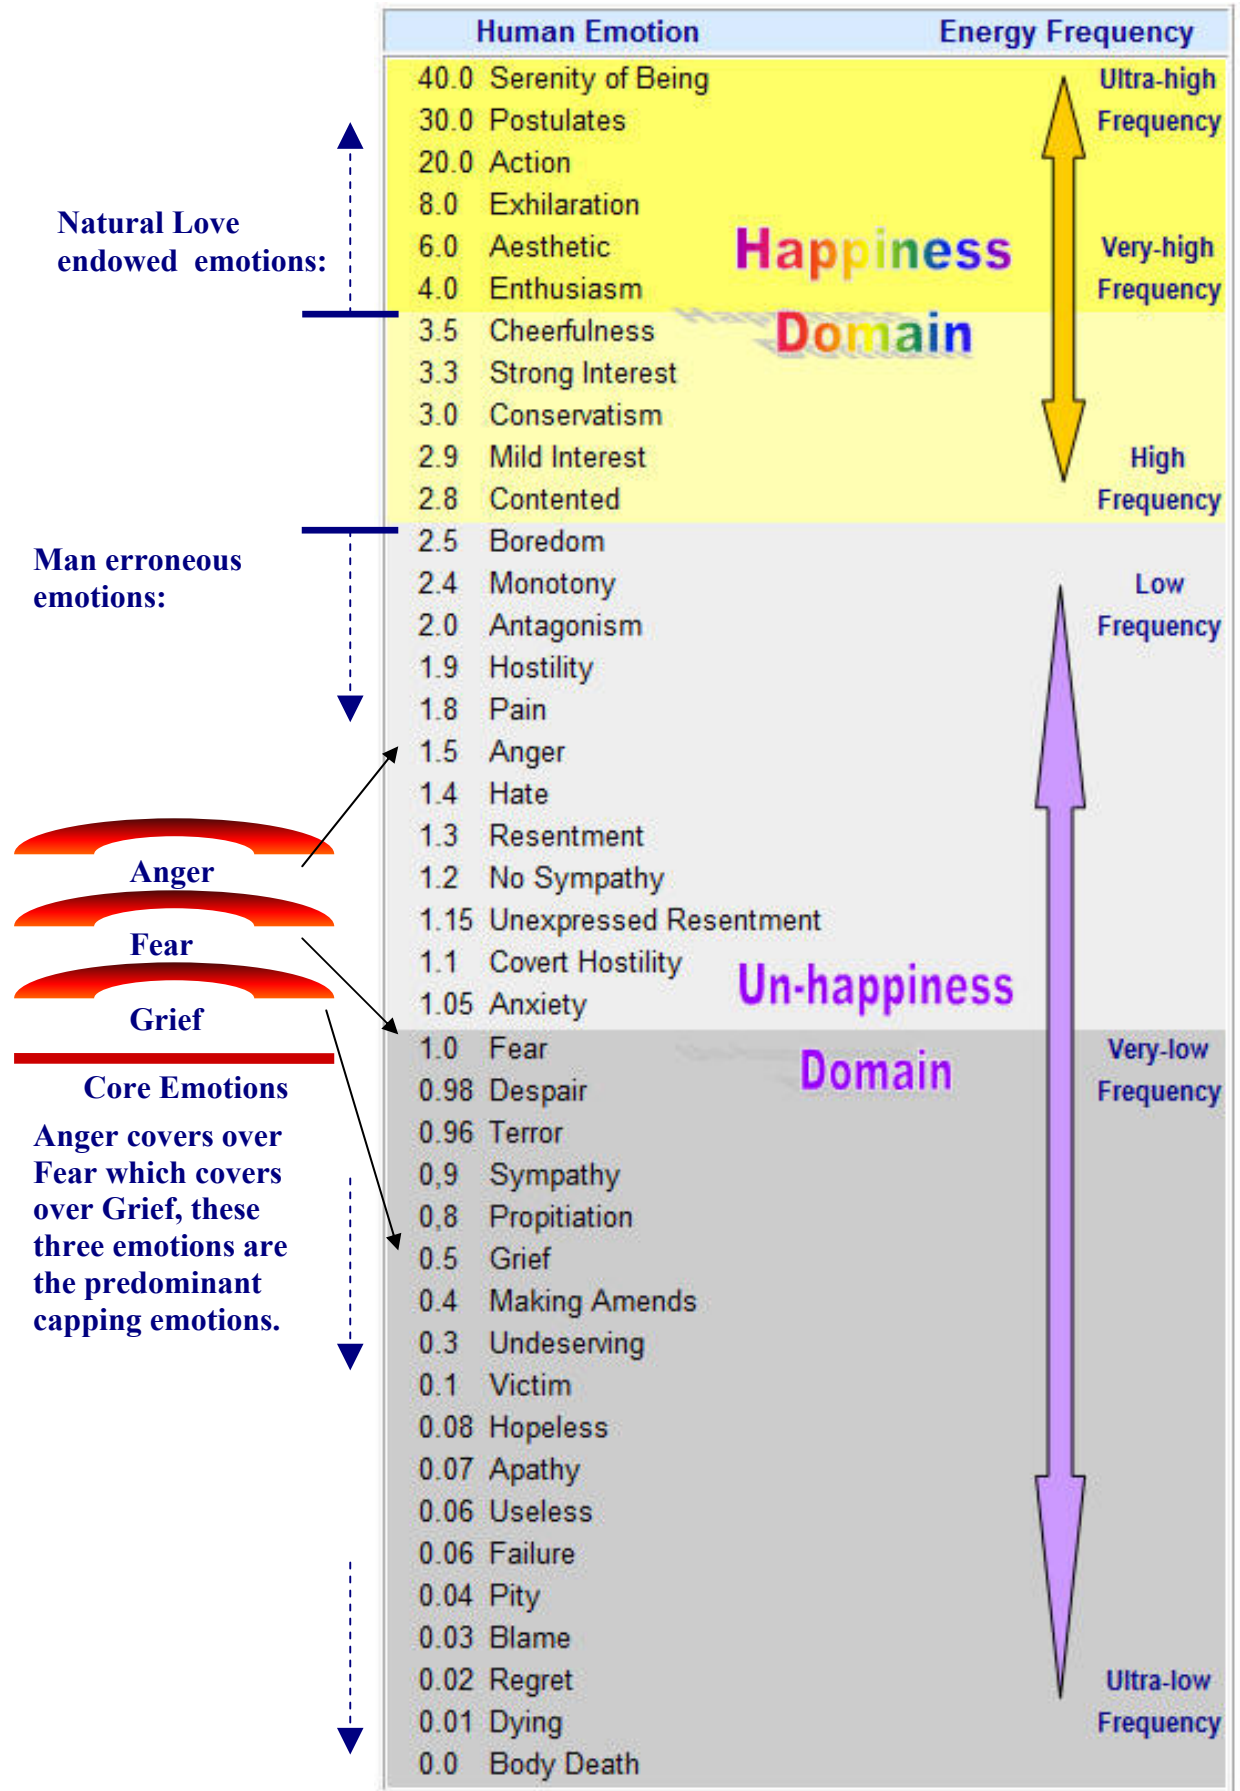 Human Emotion Energy Frequency
40.0 Serenity of Being Ultra-high
30.0 Postulates Frequency
20.0 Action
8.0 Exhilaration
6.0 Aesthetic Very-high
4.0 Enthusiasm Frequency
3.5 Cheerfulness
3.3 Strong Interest
3.0 Conservatism
2.9 Mild Interest High
2.8 Contented Frequency
2.5 Boredom
2.4 Monotony Low
2.0 Antagonism Frequency
1.9 Hostility
1.8 Pain
1.5 Anger
1.4 Hate
1.3 Resentment
1.2 No Sympathy
1.15 Unexpressed Resentment
1.1 Covert Hostility
1.05 Anxiety
1.0 Fear Very-low
0.98 Despair Frequency
0.96 Terror
0,9 Sympathy
0,8 Propitiation
0.5 Grief
0.4 Making Amends
0.3 Undeserving
0.1 Victim
0.08 Hopeless
0.07 Apathy
0.06 Useless
0.06 Failure
0.04 Pity
0.03 Blame
0.02 Regret Ultra-low
0.01 Dying Frequency
0.0 Body Death
Happiness
Domain
Un-happiness
Domain
Natural Love
endowed emotions:
Man erroneous
emotions:
Anger
Fear
Grief
Core Emotions
Anger covers over
Fear which covers
over Grief, these
three emotions are
the predominant
capping emotions.